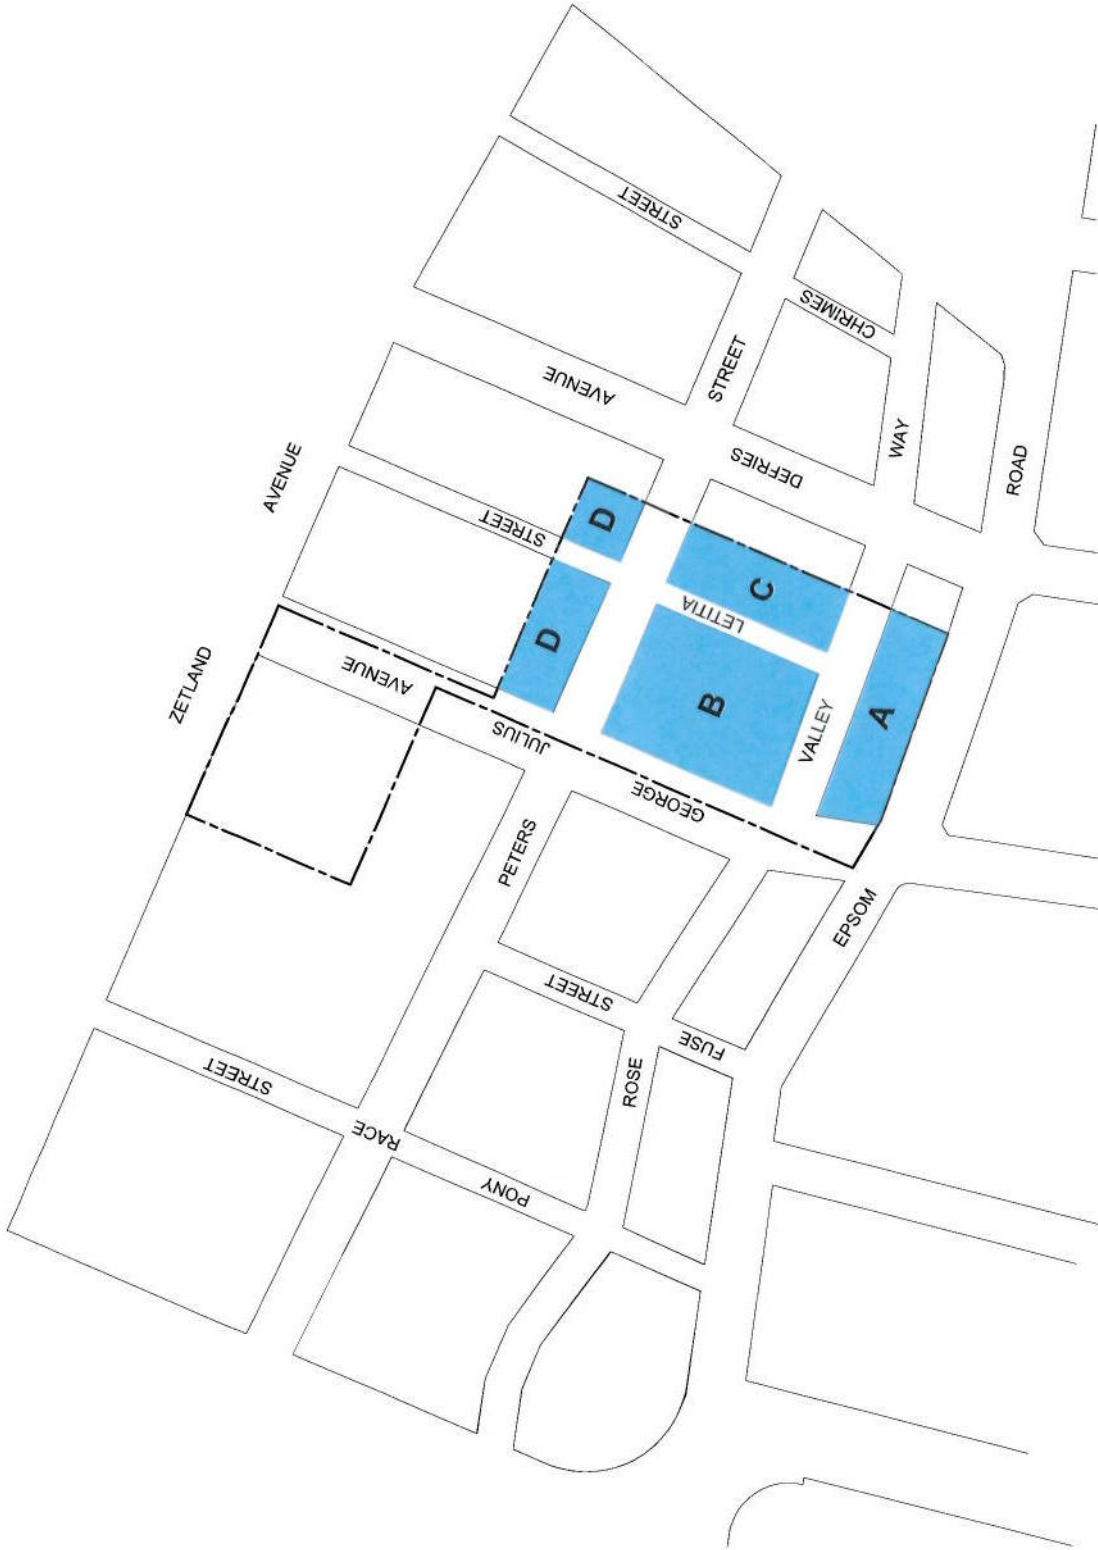 STREET
AVENUE
AVENUE
STREET
STREET
CHRIMES
DEFRIES
WAY
ROAD
ZETLAND
AVENUE
JULIUS
GEORGE
D
D
C
LETITIA
B
VALLEY
A
PETERS
EPSOM
STREET
FUSE
ROSE
STREET
RACE
PONY